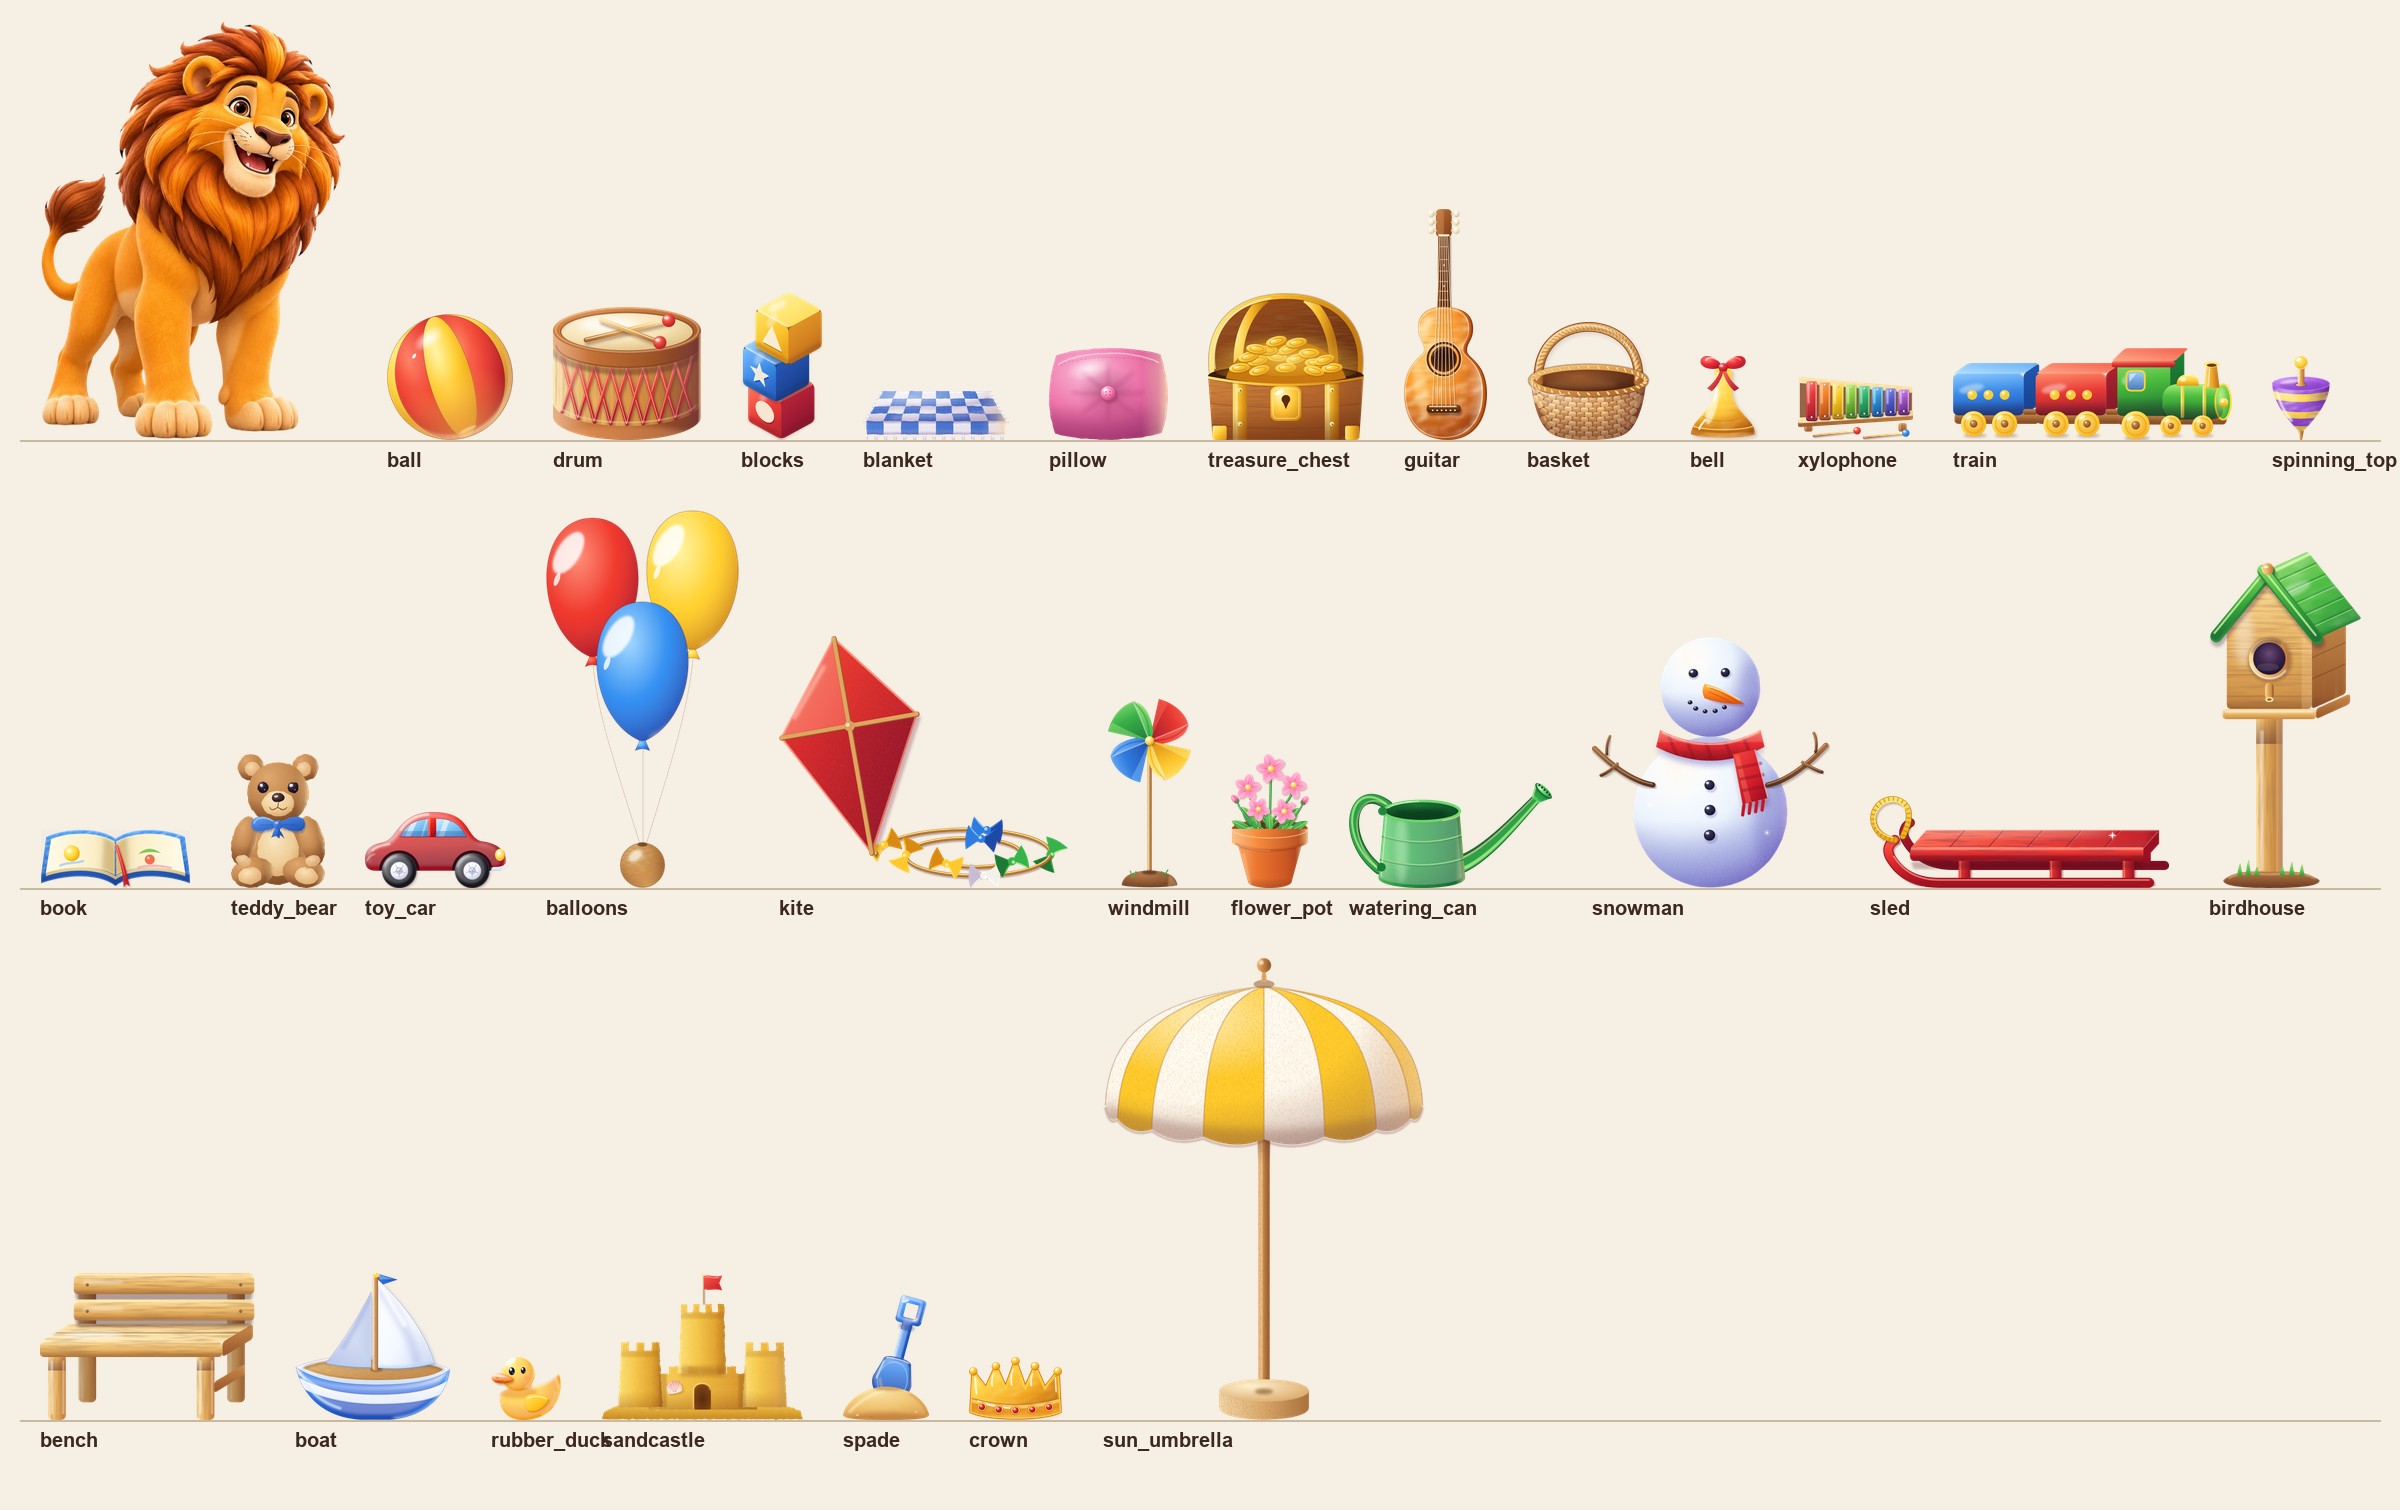 ball drum blocks blanket pillow treasure_chest guitar basket bell xylophone train spinning_top
book teddy_bear toy_car balloons kite windmill flower_pot watering_can snowman sled birdhouse
bench boat rubber_duck sandcastle spade crown sun_umbrella